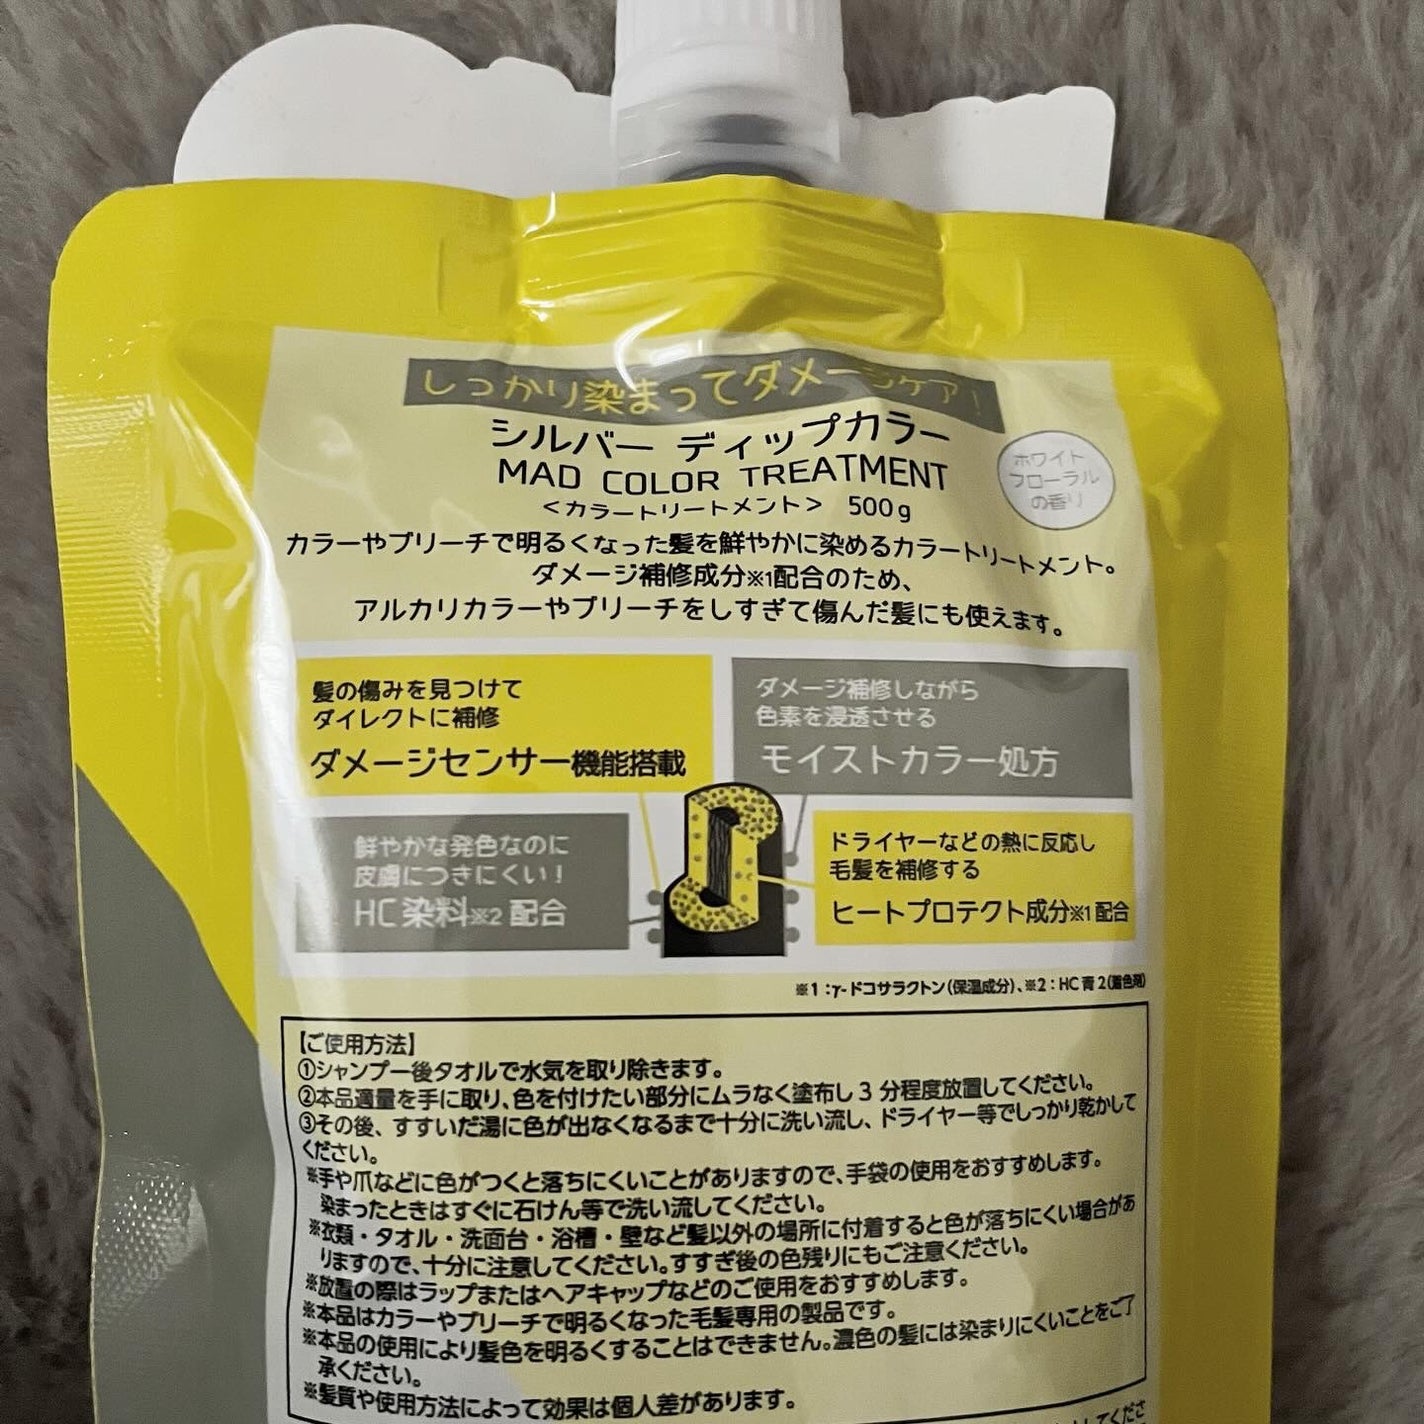 しっかり染まってダメージケア！
シルバー ディップカラー
MAD COLOR TREATMENT
＜カラートリートメント＞ 500g
ホワイト
フローラル
の香り
カラーやブリーチで明るくなった髪を鮮やかに染めるカラートリートメント。
ダメージ補修成分※1配合のため、
アルカリカラーやブリーチをしすぎて傷んだ髪にも使えます。
髪の傷みを見つけて
ダイレクトに補修
ダメージセンサー機能搭載
ダメージ補修しながら
色素を浸透させる
モイストカラー処方
鮮やかな発色なのに
皮膚につきにくい！
HC染料※2配合
ドライヤーなどの熱に反応し
毛髪を補修する
ヒートプロテクト成分※1配合
※1：γ-ドコサラクトン（保湿成分）、※2：HC青2（着色剤）
【ご使用方法】
①シャンプー後タオルで水気を取り除きます。
②本品適量を手に取り、色を付けたい部分にムラなく塗布し3分程度放置してください。
③その後、すすいだ湯に色が出なくなるまで十分に洗い流し、ドライヤー等でしっかり乾かして
ください。
※手や爪などに色がつくと落ちにくいことがありますので、手袋の使用をおすすめします。
染まったときはすぐに石けん等で洗い流してください。
※衣類・タオル・洗面台・浴槽・壁など髪以外の場所に付着すると色が落ちにくい場合があ
りますので、十分に注意してください。すすぎ後の色残りにもご注意ください。
※放置の際はラップまたはヘアキャップなどのご使用をおすすめします。
※本品はカラーやブリーチで明るくなった毛髪専用の製品です。
※本品の使用により髪色を明るくすることはできません。濃色の髪には染まりにくいことをご了
承ください。
※髪質や使用方法によって効果は個人差があります。